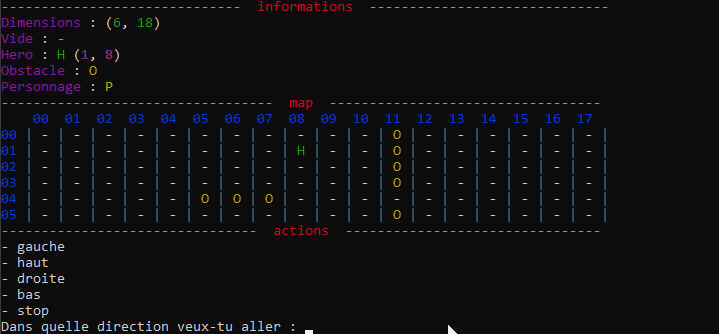 ------------------------------ informations ------------------------------
Dimensions : (6, 18)
Vide : -
Hero : H (1, 8)
Obstacle : O
Personnage : P
---------------------------------- map ----------------------------------
00 01 02 03 04 05 06 07 08 09 10 11 12 13 14 15 16 17
00 | - | - | - | - | - | - | - | - | - | - | - | O | - | - | - | - | - | - |
01 | - | - | - | - | - | - | - | - | H | - | - | O | - | - | - | - | - | - |
02 | - | - | - | - | - | - | - | - | - | - | - | O | - | - | - | - | - | - |
03 | - | - | - | - | - | - | - | - | - | - | - | O | - | - | - | - | - | - |
04 | - | - | - | - | - | O | O | O | - | - | - | - | - | - | - | - | - | - |
05 | - | - | - | - | - | - | - | - | - | - | - | O | - | - | - | - | - | - |
-------------------------------- actions --------------------------------
- gauche
- haut
- droite
- bas
- stop
Dans quelle direction veux-tu aller :